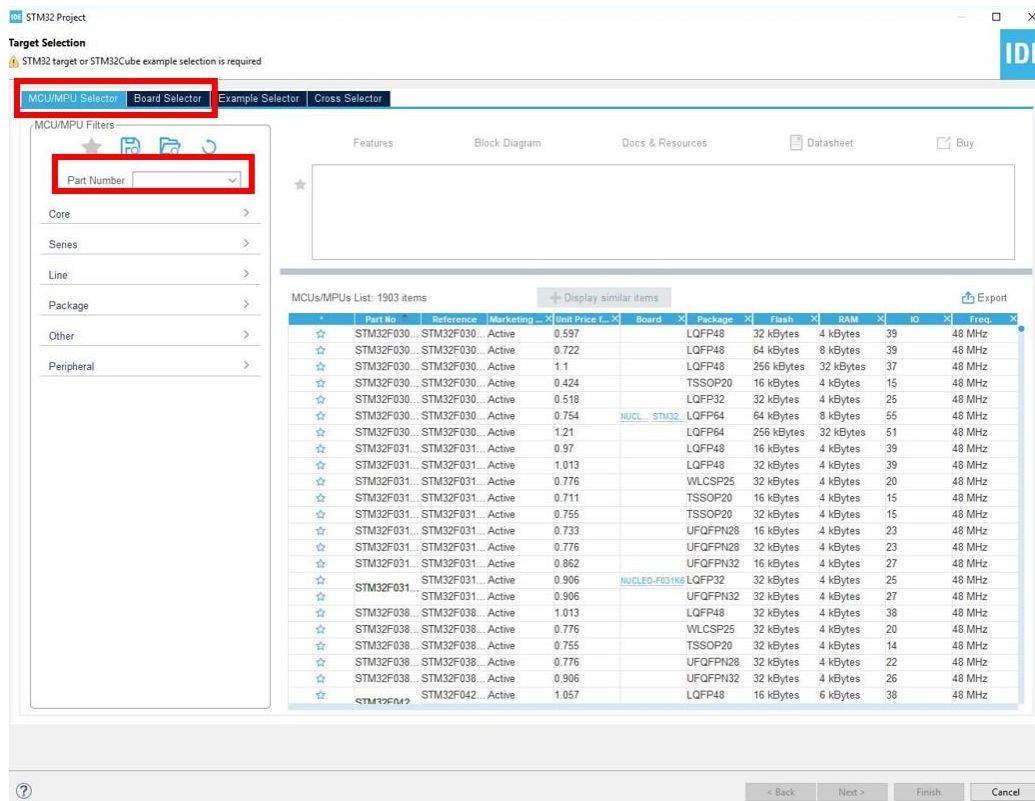 IDE STM32 Project
Target Selection
STM32 target or STM32Cube example selection is required
IDE
MCU/MPU Selector Board Selector Example Selector Cross Selector
MCU/MPU Filters
Part Number
Core
Series
Line
Package
Other
Peripheral
Features Block Diagram Docs & Resources Datasheet Buy
MCUs/MPUs List: 1903 items Display similar items Export
* Part No Reference Marketing ... Unit Price f... Board Package Flash RAM IO Freq.
STM32F030... STM32F030... Active 0.597 LQFP48 32 kBytes 4 kBytes 39 48 MHz
STM32F030... STM32F030... Active 0.722 LQFP48 64 kBytes 8 kBytes 39 48 MHz
STM32F030... STM32F030... Active 1.1 LQFP48 256 kBytes 32 kBytes 37 48 MHz
STM32F030... STM32F030... Active 0.424 TSSOP20 16 kBytes 4 kBytes 15 48 MHz
STM32F030... STM32F030... Active 0.518 LQFP32 32 kBytes 4 kBytes 25 48 MHz
STM32F030... STM32F030... Active 0.754 NUCL... STM32... LQFP64 64 kBytes 8 kBytes 55 48 MHz
STM32F030... STM32F030... Active 1.21 LQFP64 256 kBytes 32 kBytes 51 48 MHz
STM32F031... STM32F031... Active 0.97 LQFP48 16 kBytes 4 kBytes 39 48 MHz
STM32F031... STM32F031... Active 1.013 LQFP48 32 kBytes 4 kBytes 39 48 MHz
STM32F031... STM32F031... Active 0.776 WLCSP25 32 kBytes 4 kBytes 20 48 MHz
STM32F031... STM32F031... Active 0.711 TSSOP20 16 kBytes 4 kBytes 15 48 MHz
STM32F031... STM32F031... Active 0.755 TSSOP20 32 kBytes 4 kBytes 15 48 MHz
STM32F031... STM32F031... Active 0.733 UFQFPN28 16 kBytes 4 kBytes 23 48 MHz
STM32F031... STM32F031... Active 0.776 UFQFPN28 32 kBytes 4 kBytes 23 48 MHz
STM32F031... STM32F031... Active 0.862 UFQFPN32 16 kBytes 4 kBytes 27 48 MHz
STM32F031... STM32F031... Active 0.906 NUCLEO-F031K6 LQFP32 32 kBytes 4 kBytes 25 48 MHz
STM32F031... Active 0.906 UFQFPN32 32 kBytes 4 kBytes 27 48 MHz
STM32F038... STM32F038... Active 1.013 LQFP48 32 kBytes 4 kBytes 38 48 MHz
STM32F038... STM32F038... Active 0.776 WLCSP25 32 kBytes 4 kBytes 20 48 MHz
STM32F038... STM32F038... Active 0.755 TSSOP20 32 kBytes 4 kBytes 14 48 MHz
STM32F038... STM32F038... Active 0.776 UFQFPN28 32 kBytes 4 kBytes 22 48 MHz
STM32F038... STM32F038... Active 0.906 UFQFPN32 32 kBytes 4 kBytes 26 48 MHz
STM32F042 STM32F042... Active 1.057 LQFP48 16 kBytes 6 kBytes 38 48 MHz
? < Back Next > Finish Cancel